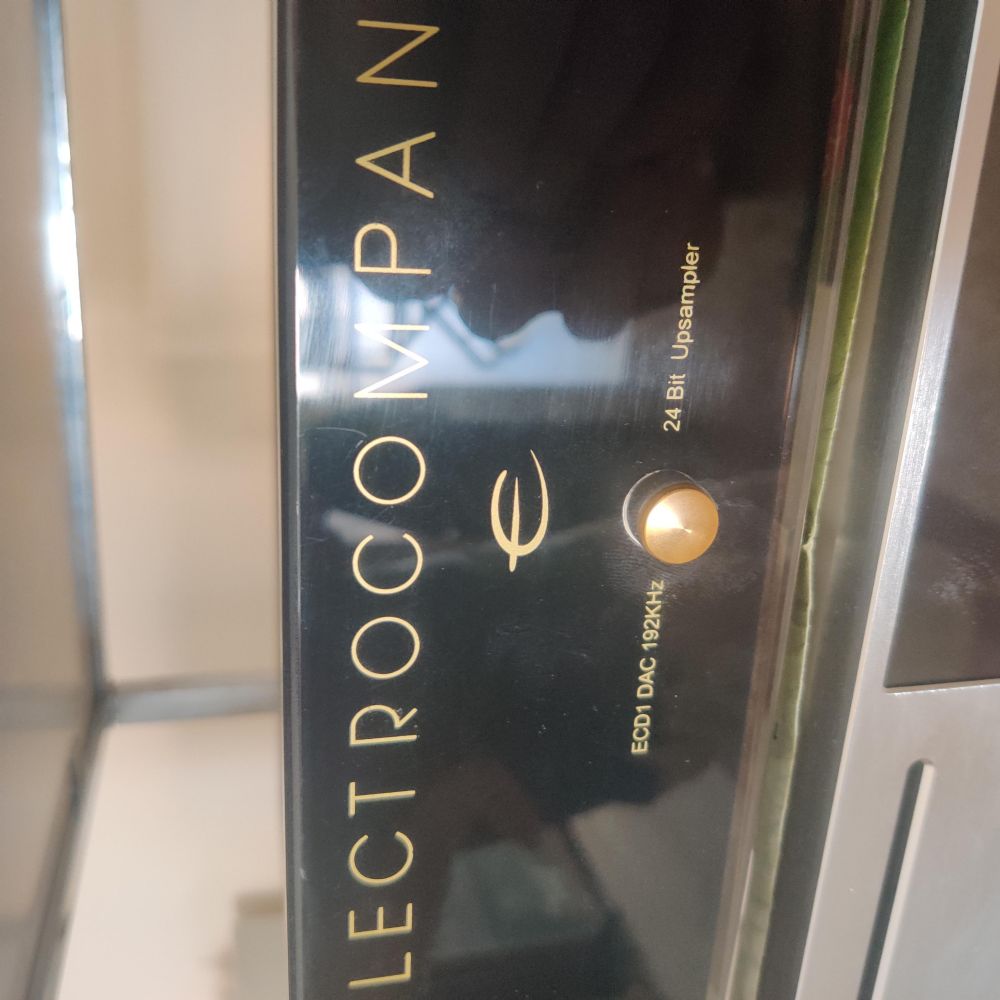 LECTROCOMPAN
ECD1 DAC 192KHz 24 Bit Upsampler